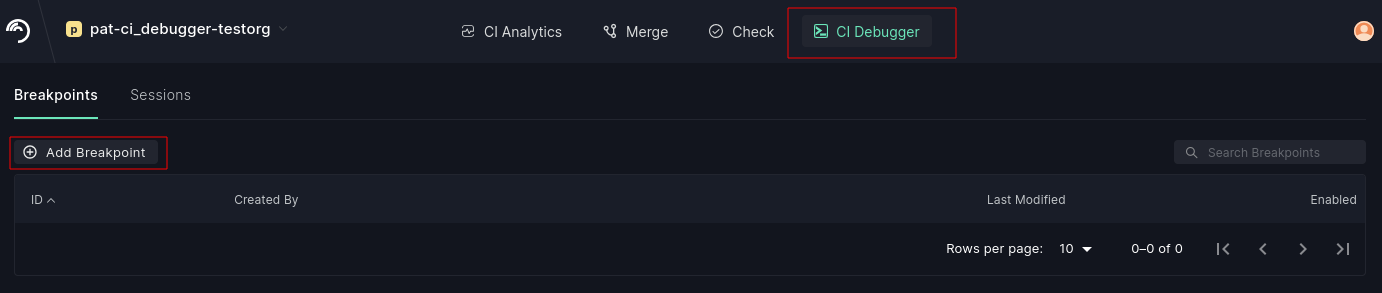 p pat-ci_debugger-testorg CI Analytics Merge Check CI Debugger
Breakpoints Sessions
Add Breakpoint Search Breakpoints
ID Created By Last Modified Enabled
Rows per page: 10 0–0 of 0